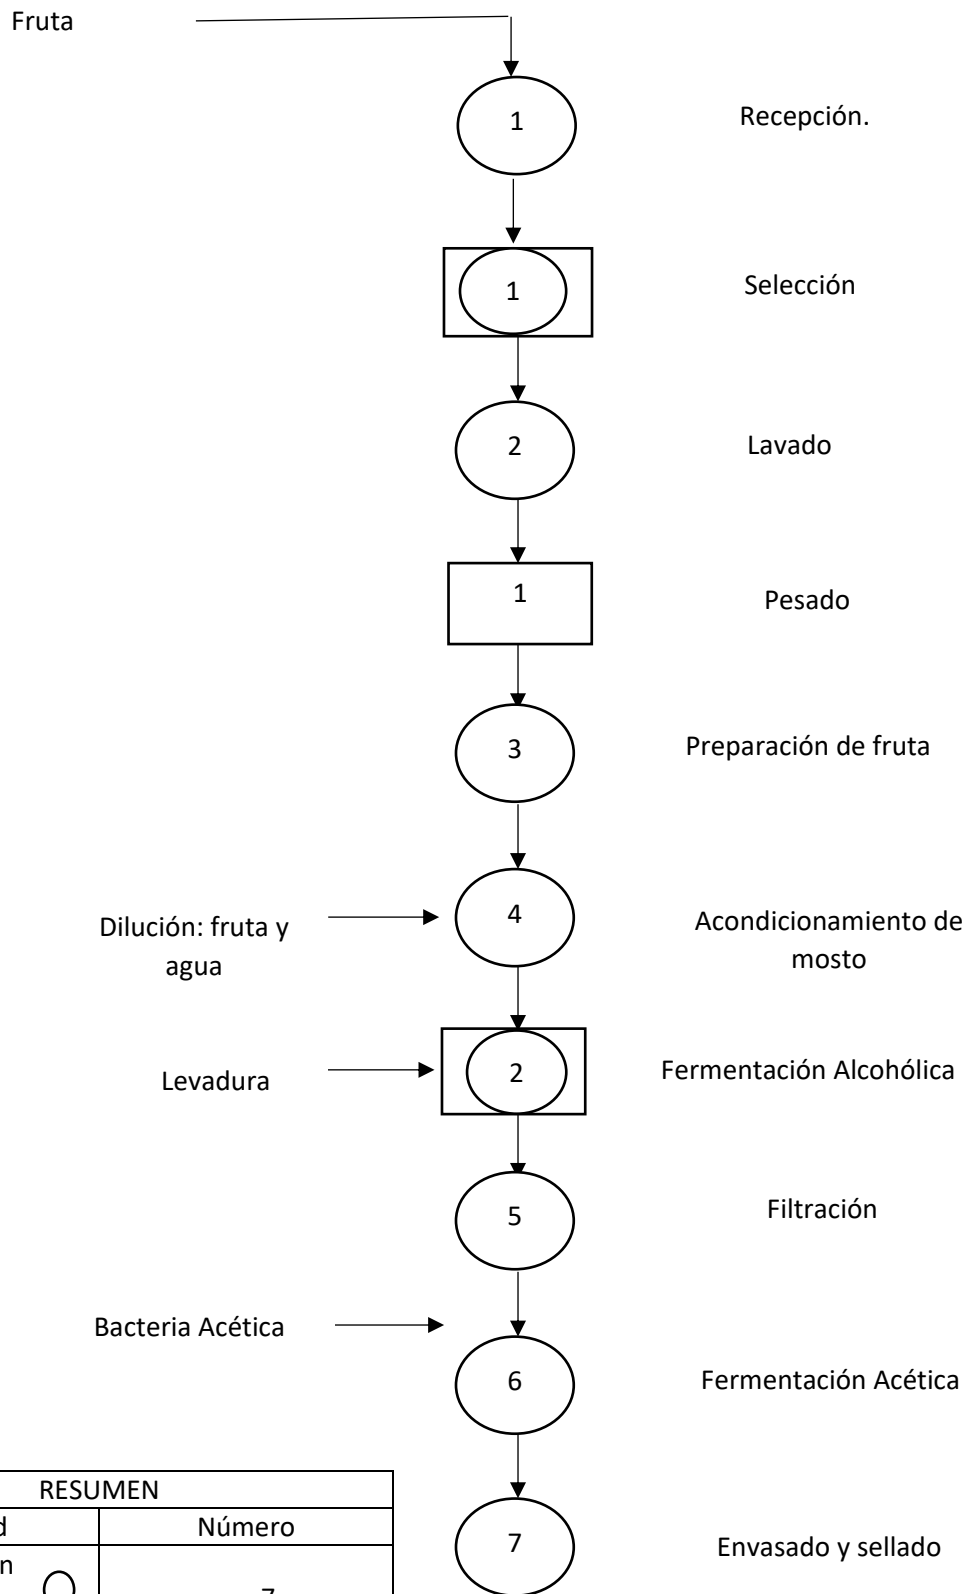 Fruta
1
Recepción.
1
Selección
2
Lavado
1
Pesado
3
Preparación de fruta
Dilución: fruta y
agua
4
Acondicionamiento de
mosto
Levadura
2
Fermentación Alcohólica
5
Filtración
Bacteria Acética
6
Fermentación Acética
7
Envasado y sellado
RESUMEN
Número
7